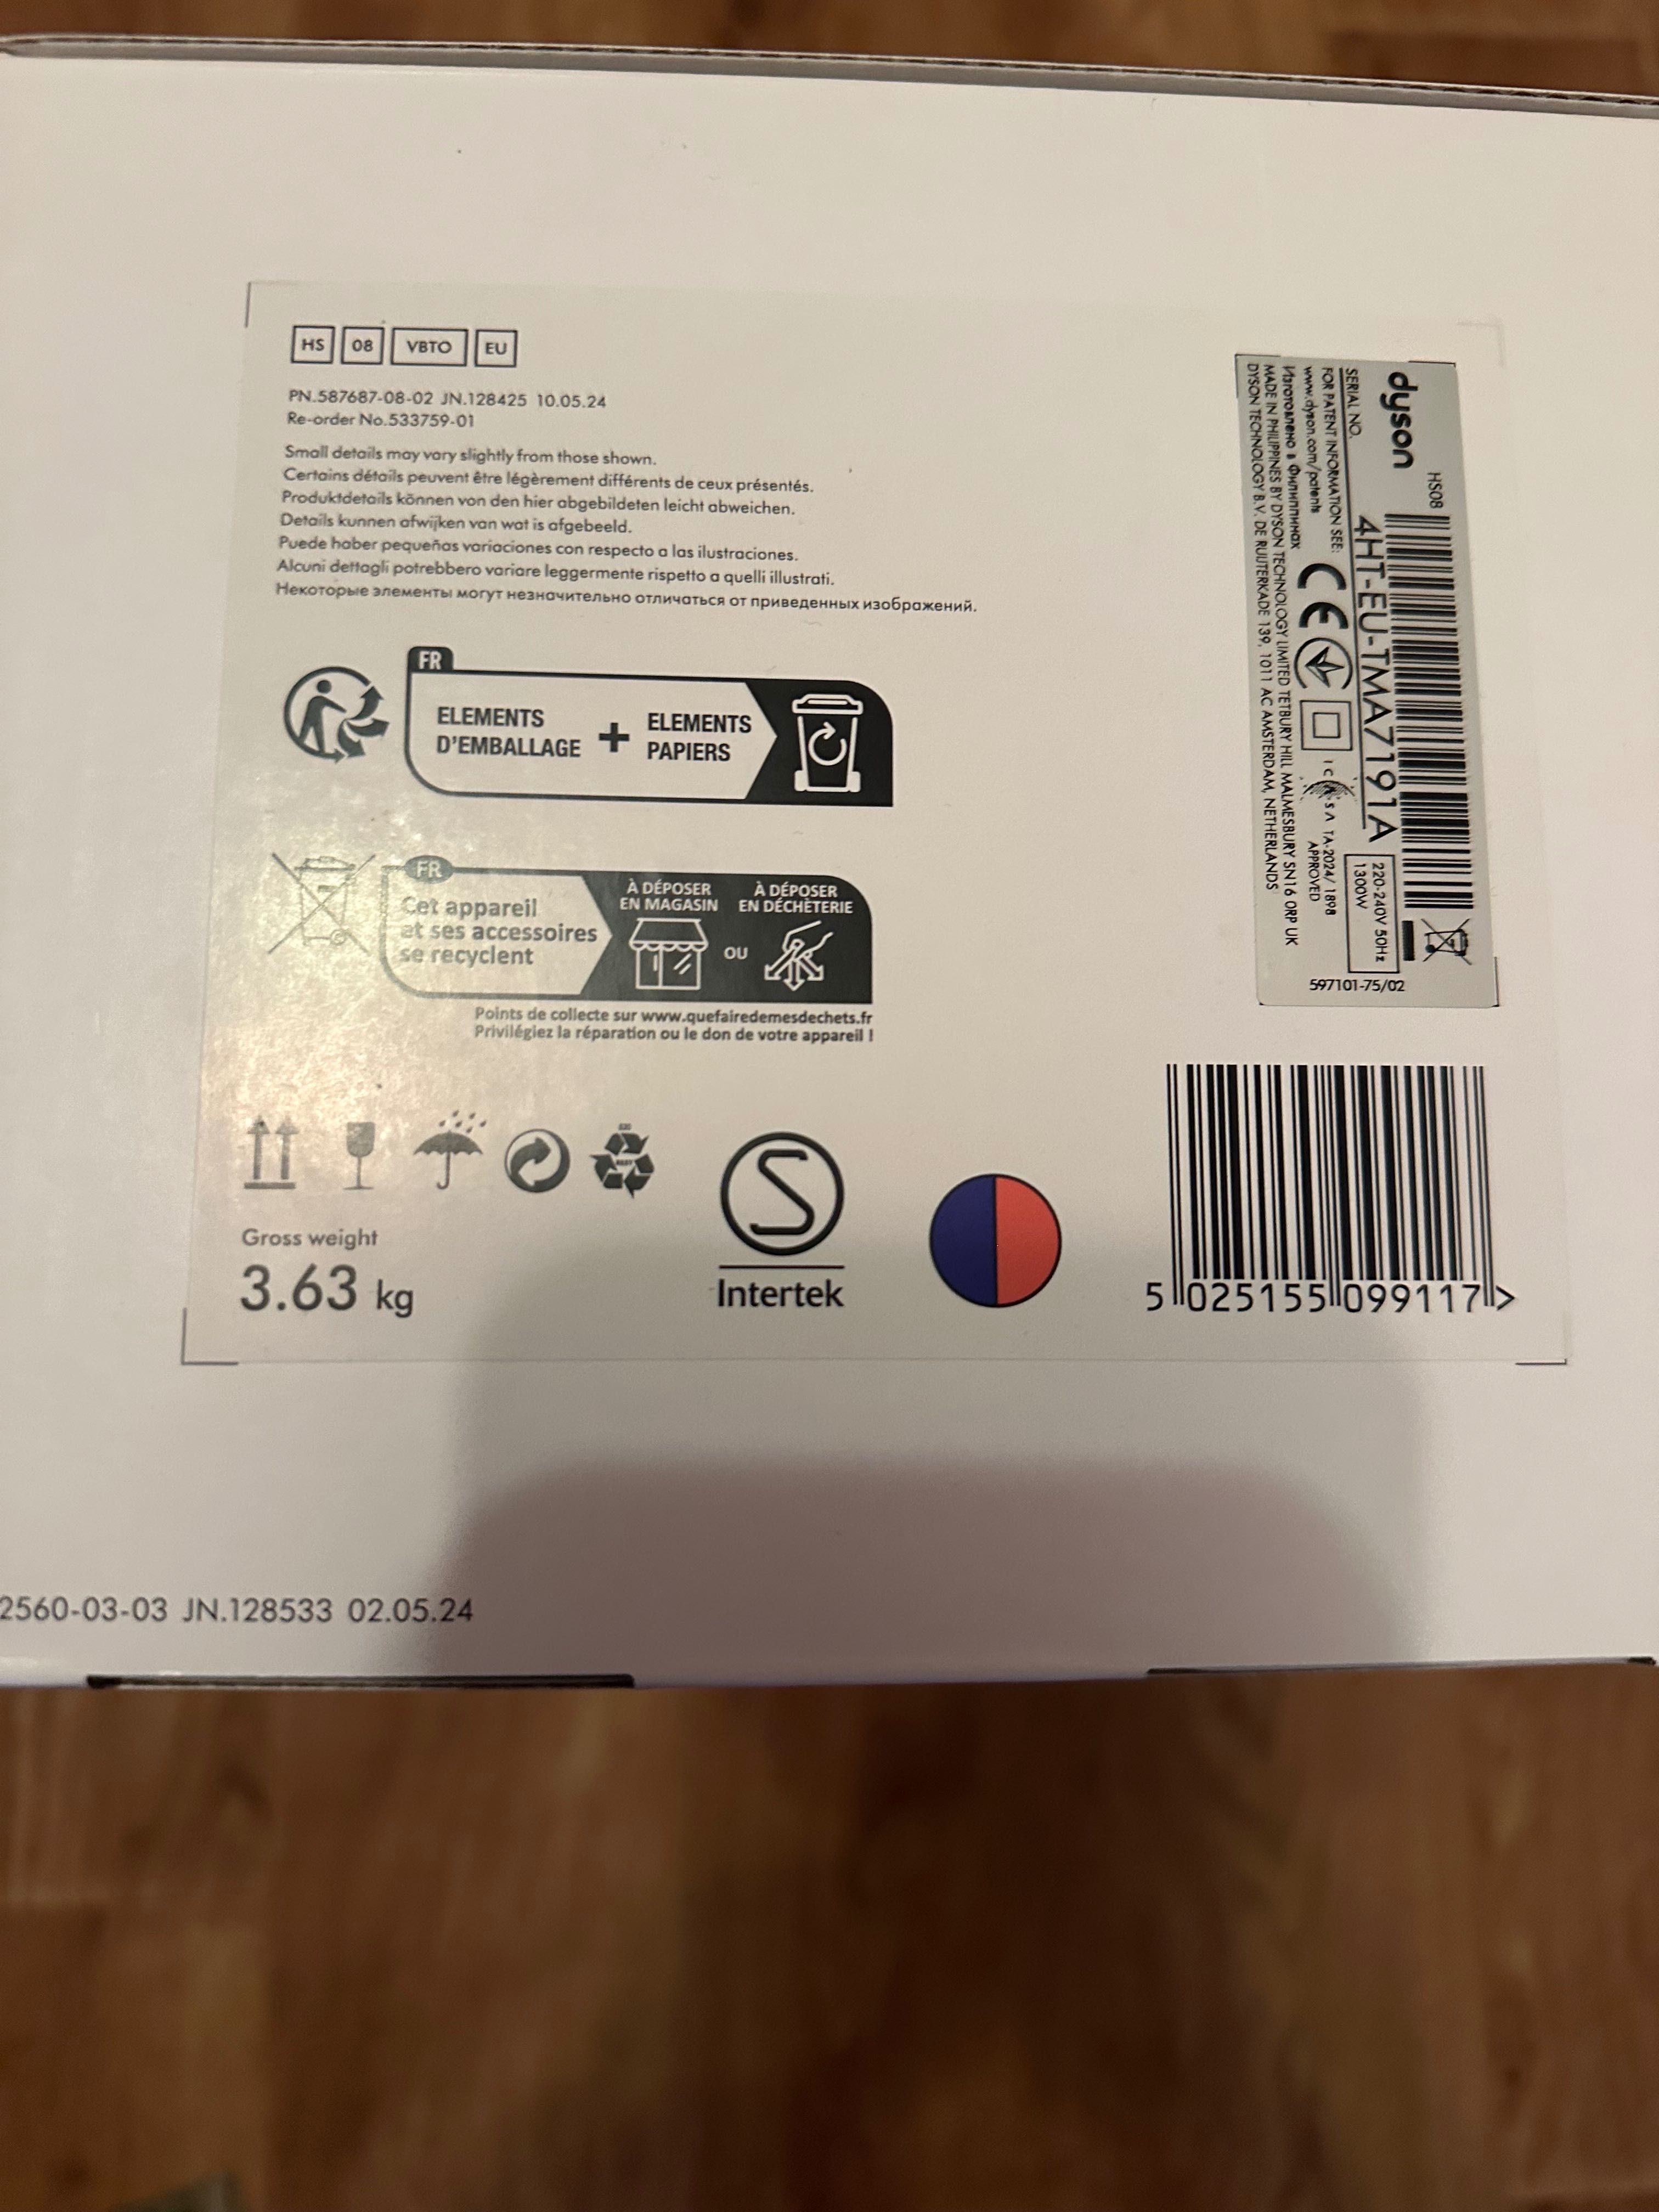 HS 08 VBTO EU
PN.587687-08-02 JN.128425 10.05.24
Re-order No.533759-01
Small details may vary slightly from those shown.
Certains détails peuvent être légèrement différents de ceux présentés.
Produktdetails können von den hier abgebildeten leicht abweichen.
Details kunnen afwijken van wat is afgebeeld.
Puede haber pequeñas variaciones con respecto a las ilustraciones.
Alcuni dettagli potrebbero variare leggermente rispetto a quelli illustrati.
Некоторые элементы могут незначительно отличаться от приведенных изображений.
FR
ELEMENTS
D'EMBALLAGE
+
ELEMENTS
PAPIERS
FR
Cet appareil
et ses accessoires
se recyclent
À DÉPOSER
EN MAGASIN
OU
À DÉPOSER
EN DÉCHÈTERIE
Points de collecte sur www.quefairedemesdechets.fr
Privilégiez la réparation ou le don de votre appareil !
Gross weight
3.63 kg
S
Intertek
dyson
HS08
SERIAL NO.
4HT-EU-TMA7191A
220-240V 50Hz
1300W
FOR PATENT INFORMATION SEE:
www.dyson.com/patents
CE
ICASA TA-2024/ 1898
APPROVED
Изготовлено в Филиппинах
MADE IN PHILIPPINES BY DYSON TECHNOLOGY LIMITED TETBURY HILL MALMESBURY SN16 0RP UK
DYSON TECHNOLOGY B.V. DE RUIJTERKADE 139, 1011 AC AMSTERDAM, NETHERLANDS
597101-75/02
5 025155 099117 >
2560-03-03 JN.128533 02.05.24